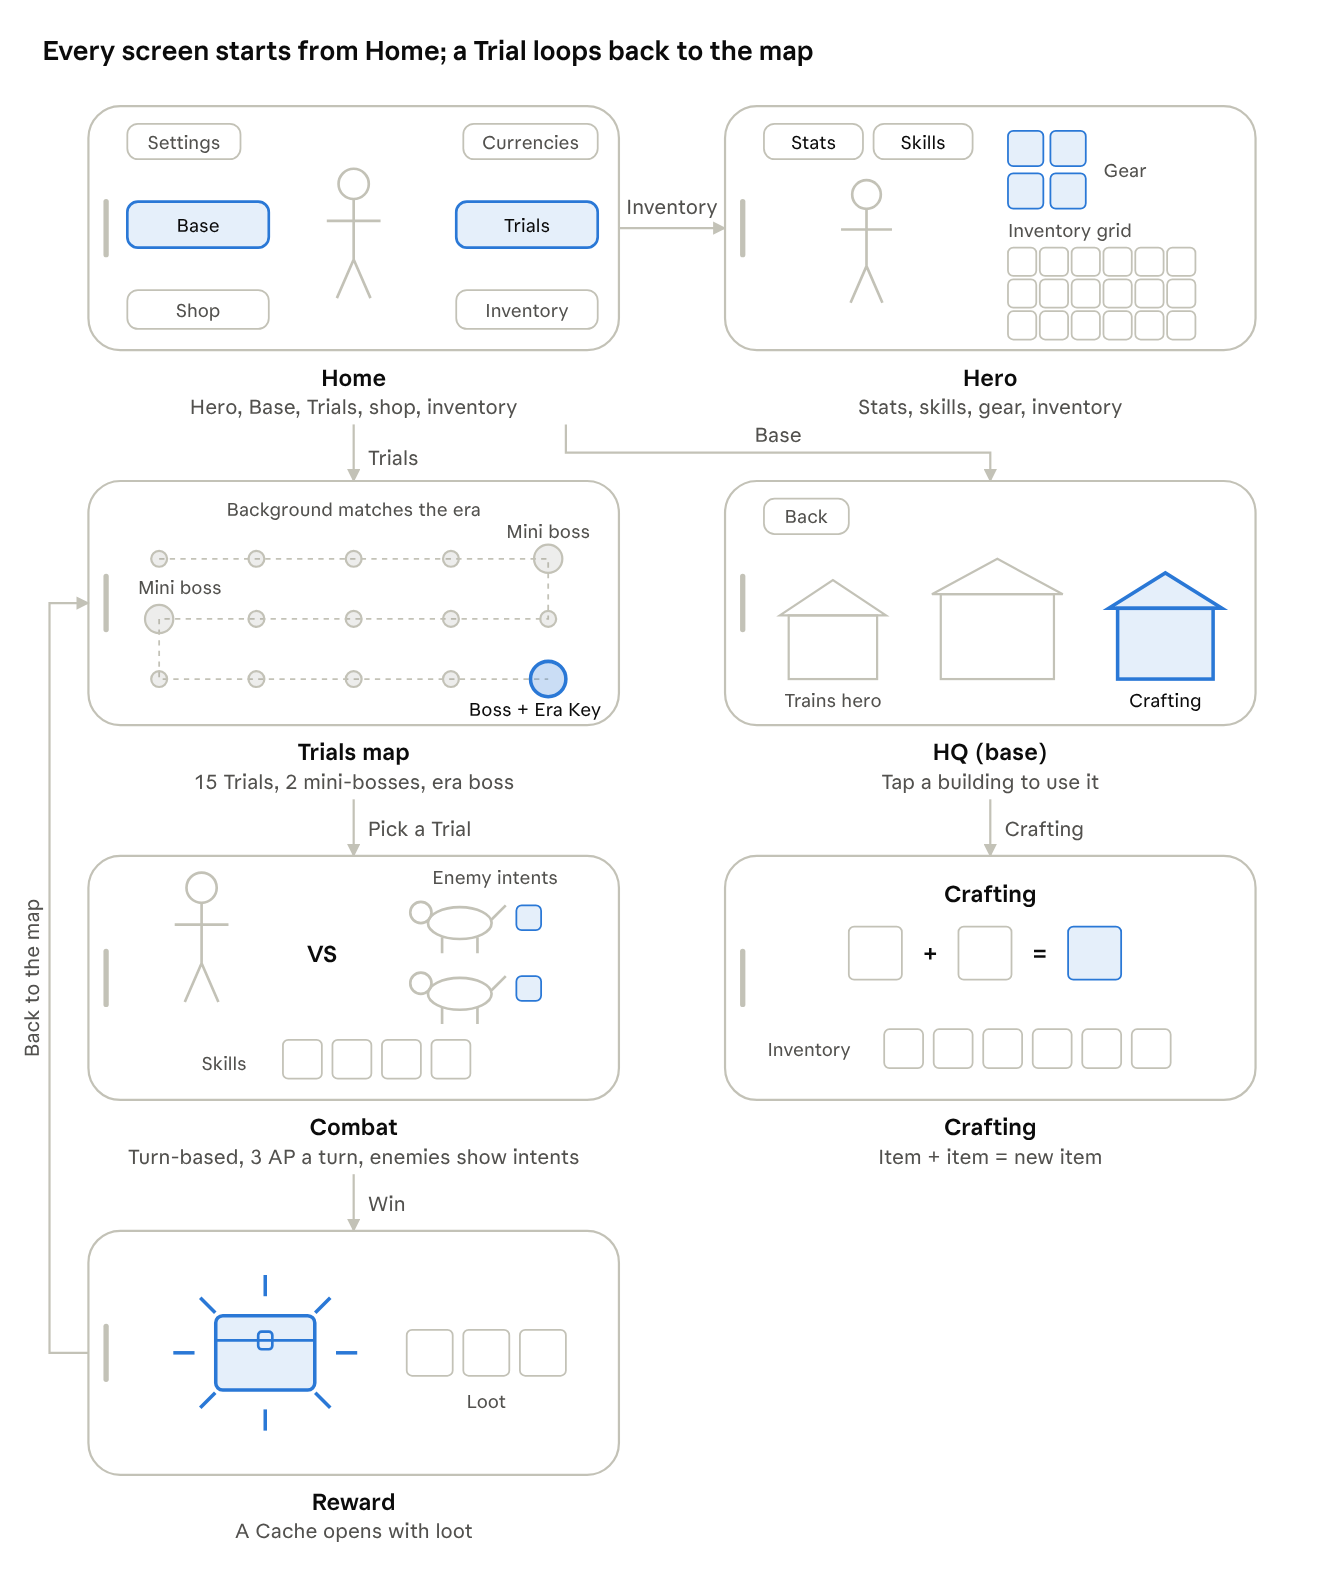 Every screen starts from Home; a Trial loops back to the map
Settings
Currencies
Base
Trials
Shop
Inventory
Home
Hero, Base, Trials, shop, inventory
Inventory
Stats
Skills
Gear
Inventory grid
Hero
Stats, skills, gear, inventory
Trials
Base
Background matches the era
Mini boss
Mini boss
Boss + Era Key
Trials map
15 Trials, 2 mini-bosses, era boss
Back
Trains hero
Crafting
HQ (base)
Tap a building to use it
Pick a Trial
Crafting
Enemy intents
VS
Skills
Combat
Turn-based, 3 AP a turn, enemies show intents
Crafting
+
=
Inventory
Crafting
Item + item = new item
Back to the map
Win
Loot
Reward
A Cache opens with loot